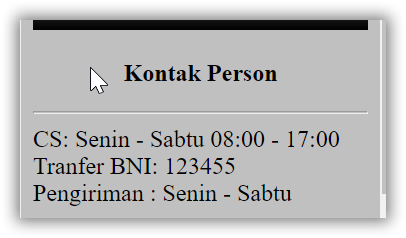 Kontak Person
CS: Senin - Sabtu 08:00 - 17:00
Tranfer BNI: 123455
Pengiriman : Senin - Sabtu